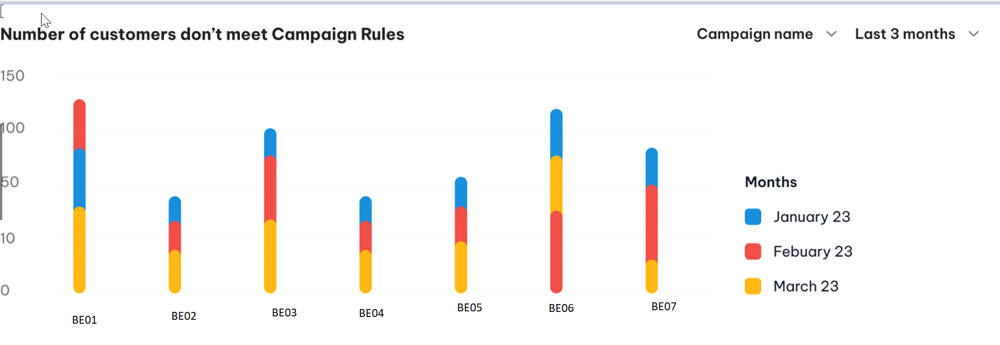 Number of customers don't meet Campaign Rules
Campaign name
Last 3 months
150
100
50
10
0
BE01
BE02
BE03
BE04
BE05
BE06
BE07
Months
January 23
Febuary 23
March 23